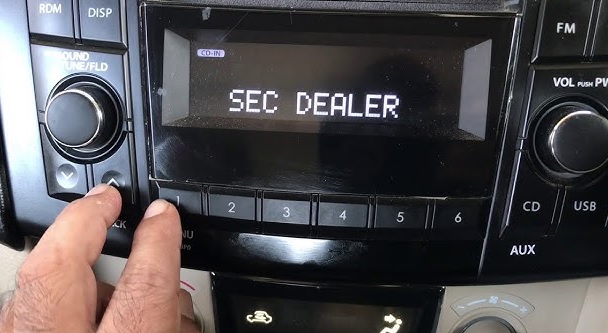 RDM DISP
SOUND
TUNE/FLD
CD-IN
SEC DEALER
FM
VOL PUSH PW
1 2 3 4 5 6
CD USB
AUX